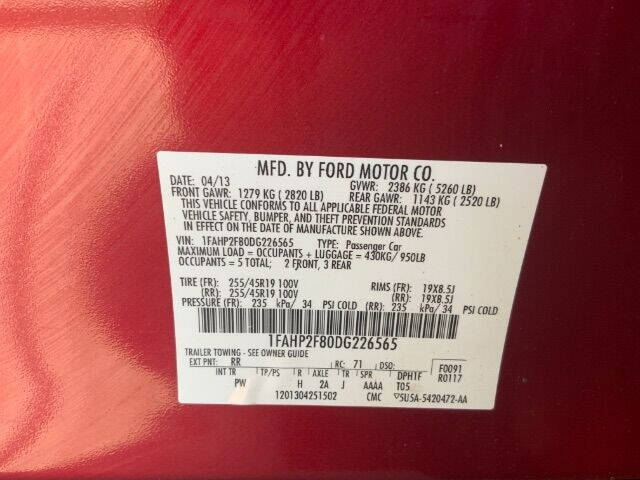 MFD. BY FORD MOTOR CO.
DATE: 04/13 GVWR: 2386 KG ( 5260 LB)
FRONT GAWR: 1279 KG ( 2820 LB) REAR GAWR: 1143 KG ( 2520 LB)
THIS VEHICLE CONFORMS TO ALL APPLICABLE FEDERAL MOTOR
VEHICLE SAFETY, BUMPER, AND THEFT PREVENTION STANDARDS
IN EFFECT ON THE DATE OF MANUFACTURE SHOWN ABOVE.
VIN: 1FAHP2F80DG226565 TYPE: Passenger Car
MAXIMUM LOAD = OCCUPANTS + LUGGAGE = 430KG/ 950LB
OCCUPANTS = 5 TOTAL; 2 FRONT, 3 REAR
TIRE (FR): 255/45R19 100V RIMS (FR): 19X8.5J
(RR): 255/45R19 100V (RR): 19X8.5J
PRESSURE (FR): 235 kPa/ 34 PSI COLD (RR): 235 kPa/ 34 PSI COLD
1FAHP2F80DG226565
TRAILER TOWING - SEE OWNER GUIDE
EXT PNT: RR RC: 71 DSO: F0091
INT TR TP/PS R AXLE TR SPR DPH1F R0117
PW H 2A J AAAA T05
1201304251502 CMC 5U5A-5420472-AA